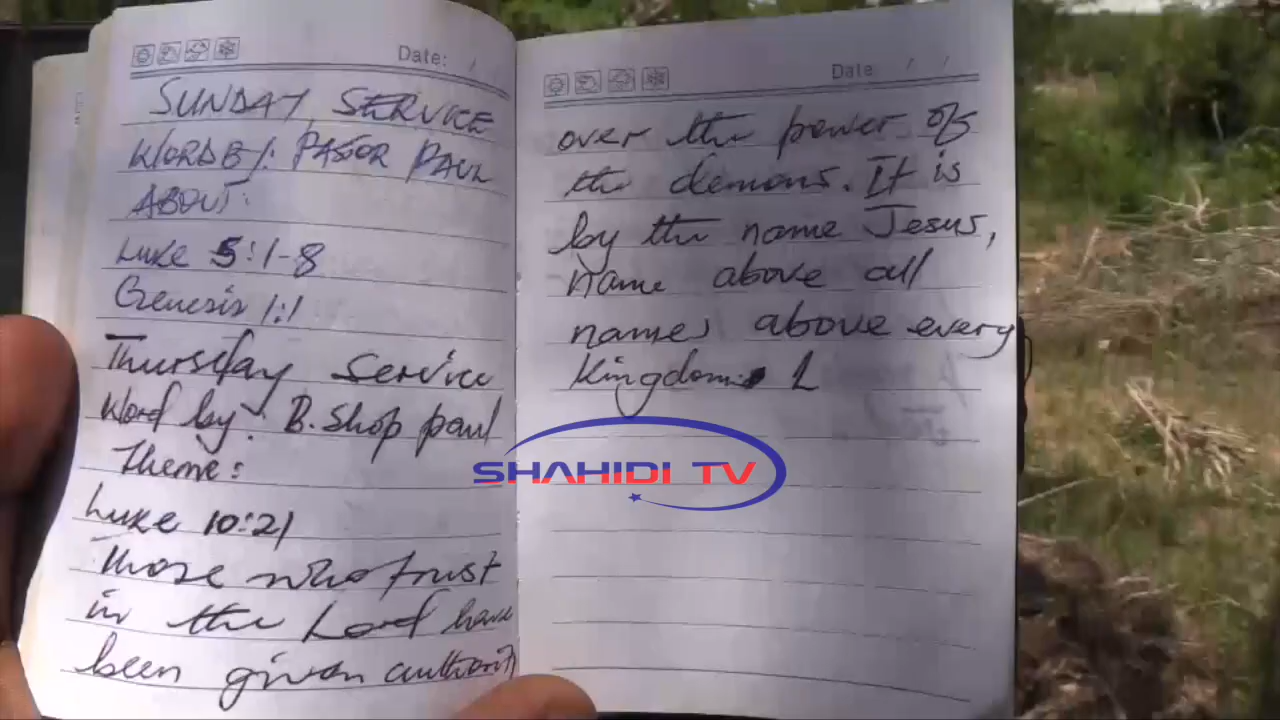 Date: / /
SUNDAY SERVICE
WORD BY: PASTOR PAUL
ABOUT:
Luke 5:1-8
Genesis 1:1
Thursday Service
Word by: B.Shop paul
Theme:
Luke 10:21
Those who trust
in the Lord have
been given authority
Date: / /
over the power of
the demons. It is
by the name Jesus,
name above all
names above every
Kingdoms
SHAHIDI TV